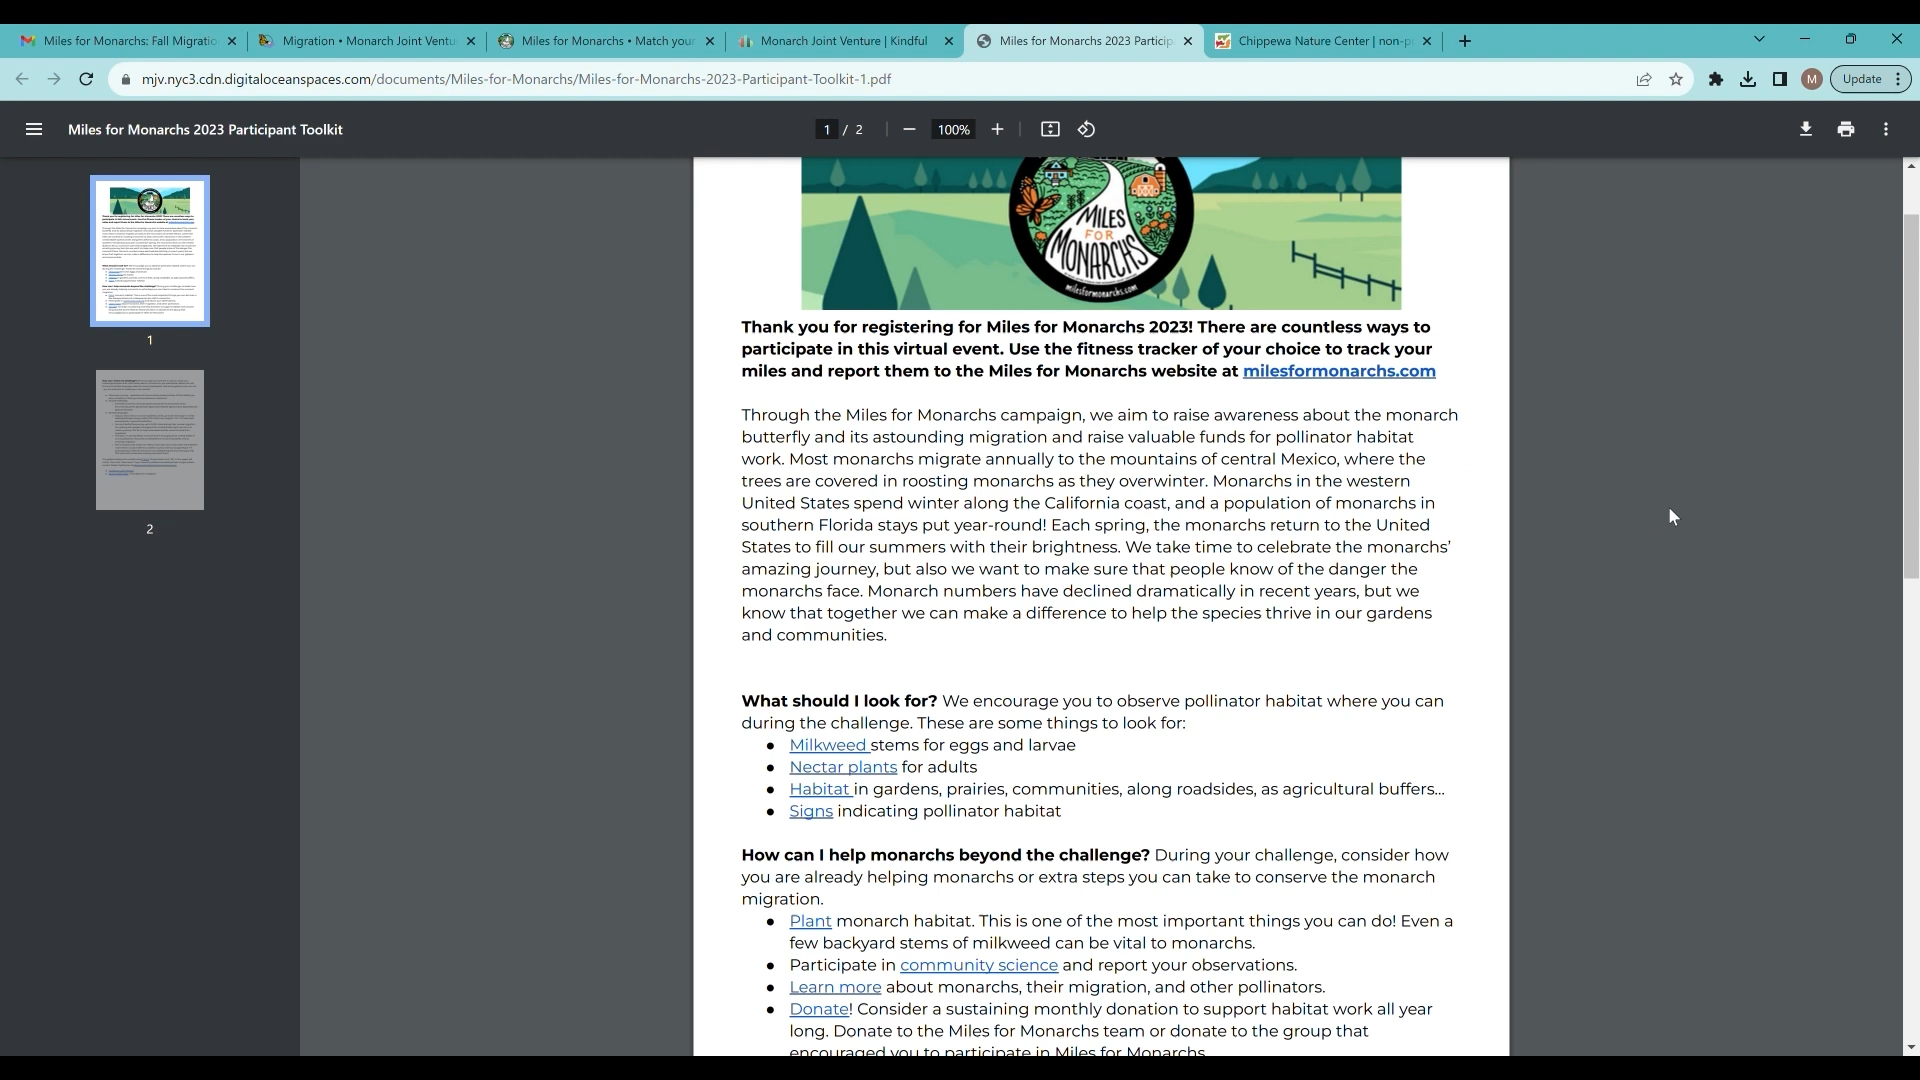 Miles for Monarchs: Fall Migratio
Migration • Monarch Joint Ventu
Miles for Monarchs • Match your
Monarch Joint Venture | Kindful
Miles for Monarchs 2023 Particip
Chippewa Nature Center | non-p
mjv.nyc3.cdn.digitaloceanspaces.com/documents/Miles-for-Monarchs/Miles-for-Monarchs-2023-Participant-Toolkit-1.pdf
M
Update
Miles for Monarchs 2023 Participant Toolkit
1 / 2
100%
1
2
MILES
FOR
MONARCHS
milesformonarchs.com
Thank you for registering for Miles for Monarchs 2023! There are countless ways to
participate in this virtual event. Use the fitness tracker of your choice to track your
miles and report them to the Miles for Monarchs website at milesformonarchs.com
Through the Miles for Monarchs campaign, we aim to raise awareness about the monarch
butterfly and its astounding migration and raise valuable funds for pollinator habitat
work. Most monarchs migrate annually to the mountains of central Mexico, where the
trees are covered in roosting monarchs as they overwinter. Monarchs in the western
United States spend winter along the California coast, and a population of monarchs in
southern Florida stays put year-round! Each spring, the monarchs return to the United
States to fill our summers with their brightness. We take time to celebrate the monarchs’
amazing journey, but also we want to make sure that people know of the danger the
monarchs face. Monarch numbers have declined dramatically in recent years, but we
know that together we can make a difference to help the species thrive in our gardens
and communities.
What should I look for? We encourage you to observe pollinator habitat where you can
during the challenge. These are some things to look for:
● Milkweed stems for eggs and larvae
● Nectar plants for adults
● Habitat in gardens, prairies, communities, along roadsides, as agricultural buffers...
● Signs indicating pollinator habitat
How can I help monarchs beyond the challenge? During your challenge, consider how
you are already helping monarchs or extra steps you can take to conserve the monarch
migration.
● Plant monarch habitat. This is one of the most important things you can do! Even a
few backyard stems of milkweed can be vital to monarchs.
● Participate in community science and report your observations.
● Learn more about monarchs, their migration, and other pollinators.
● Donate! Consider a sustaining monthly donation to support habitat work all year
long. Donate to the Miles for Monarchs team or donate to the group that
encouraged you to participate in Miles for Monarchs